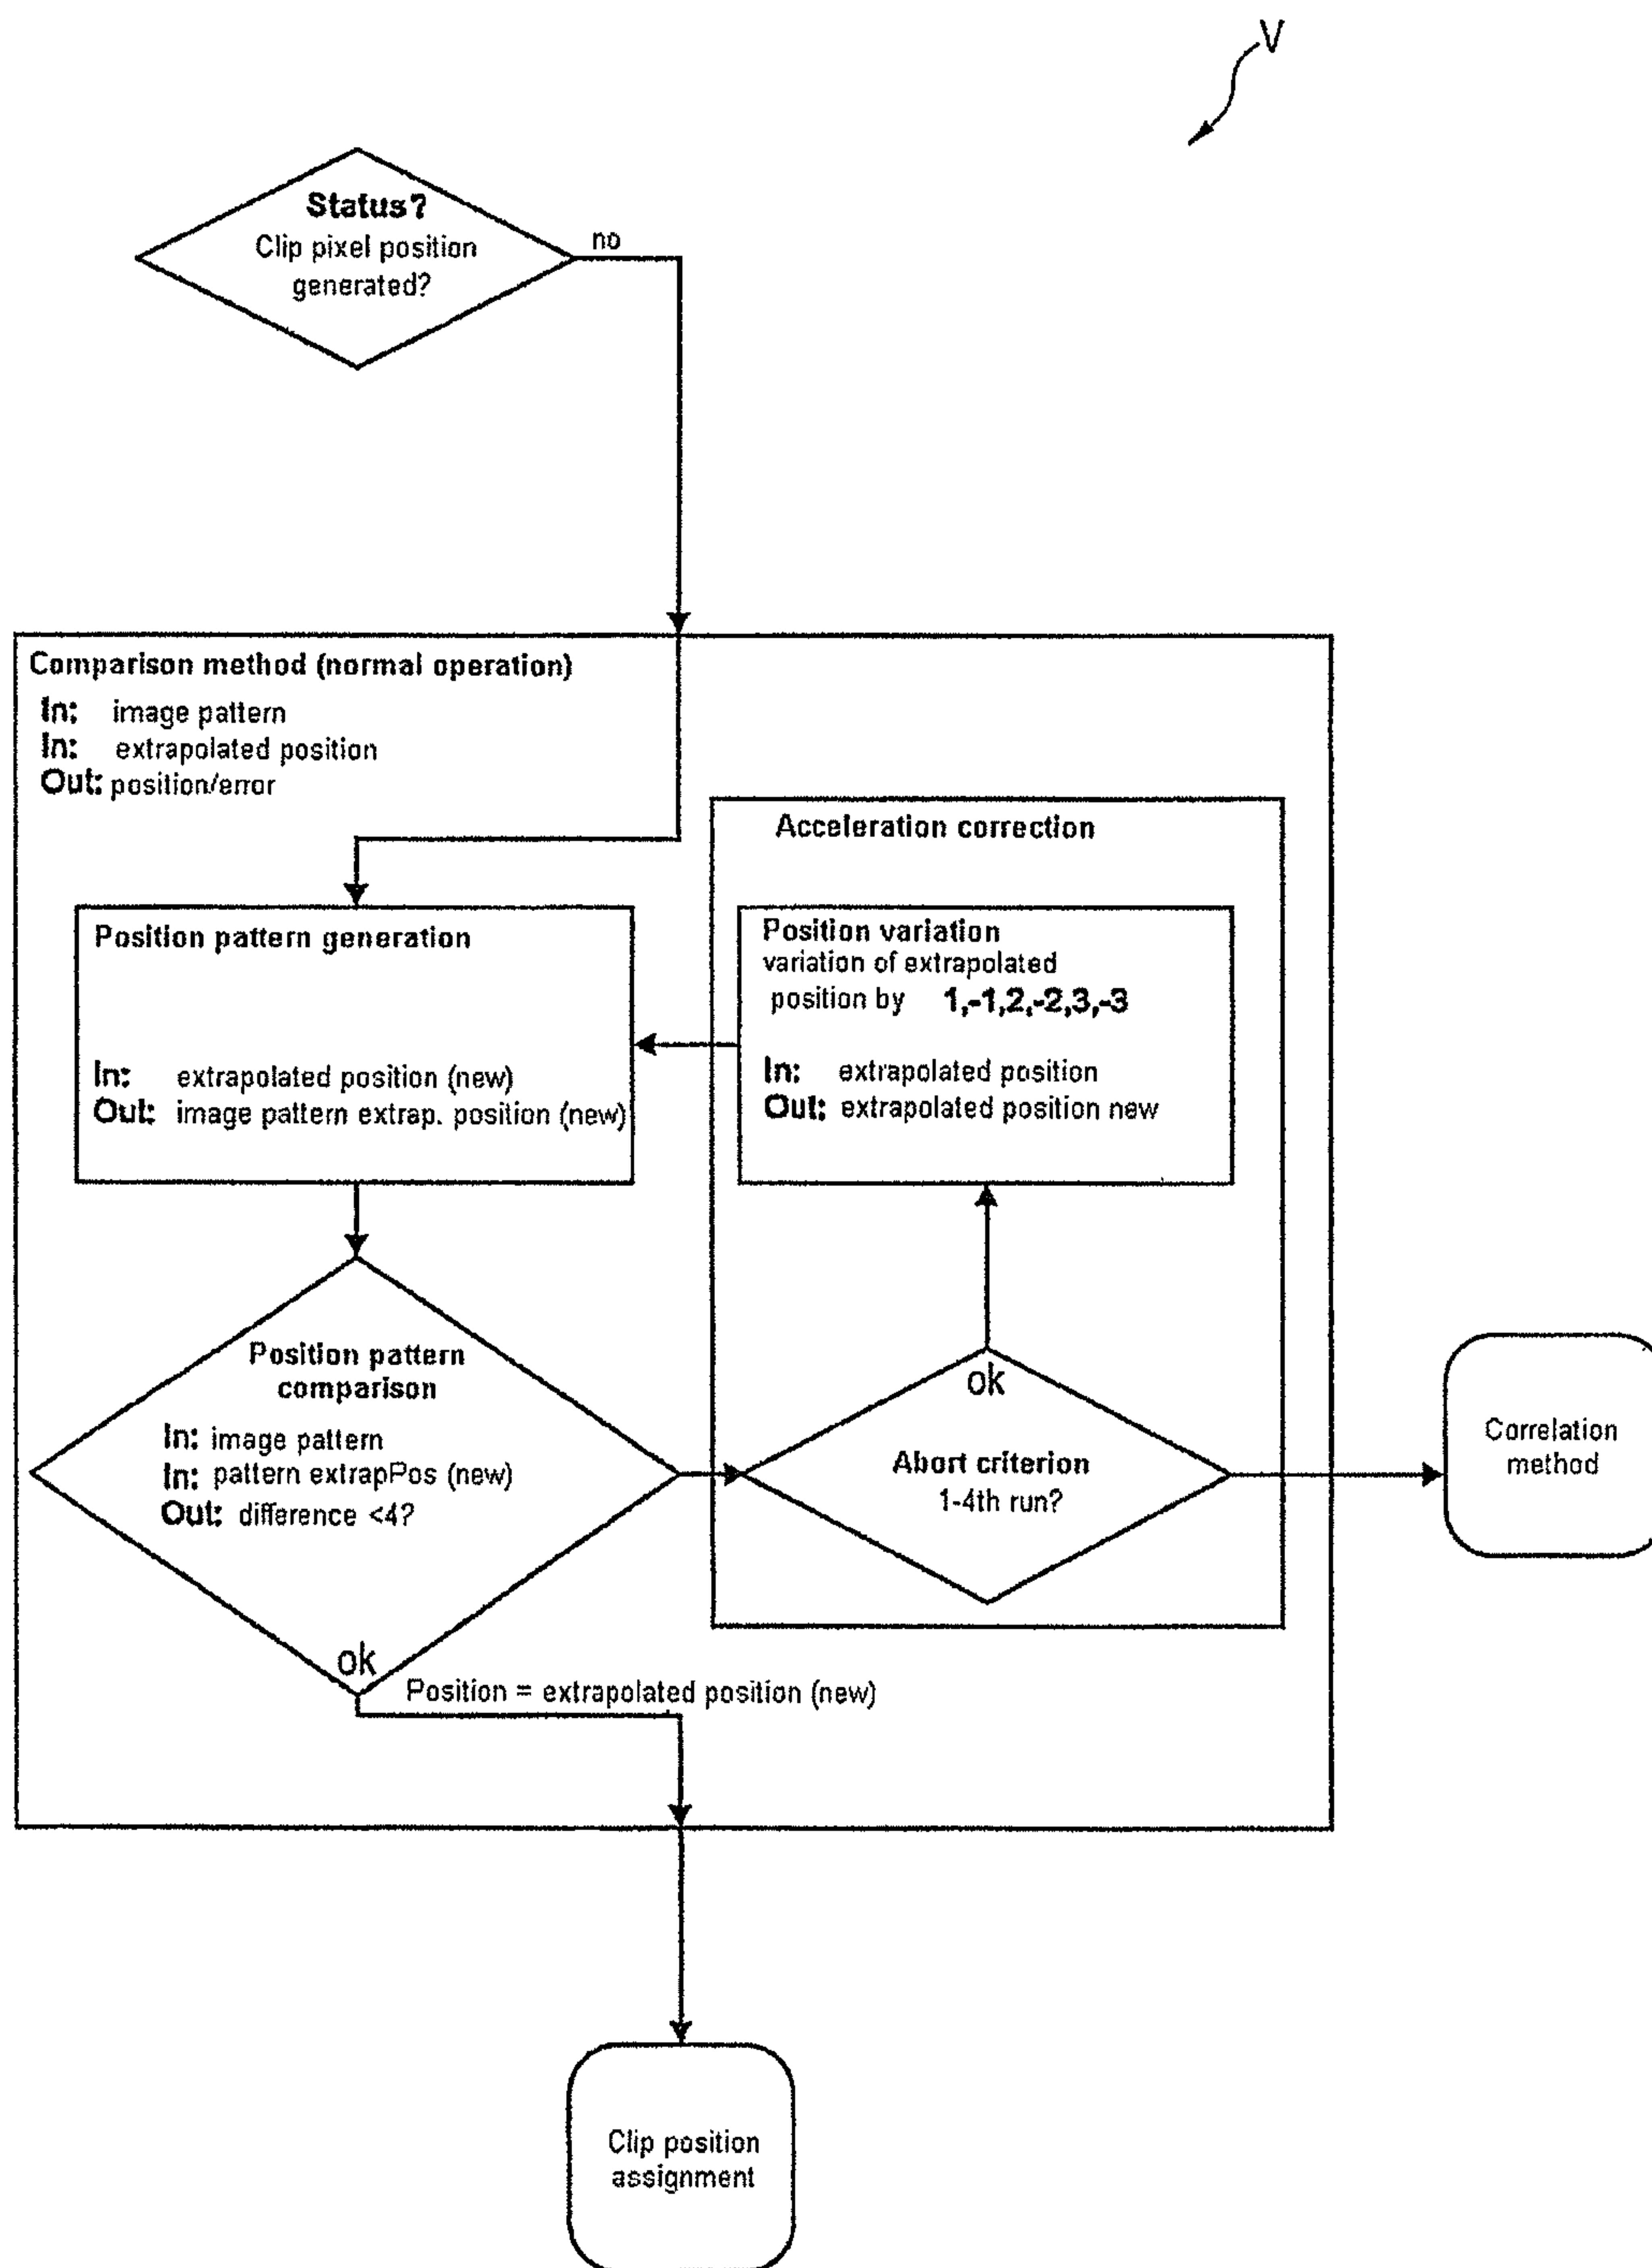 V
Status?
Clip pixel position
generated?
no
Comparison method (normal operation)
In: image pattern
In: extrapolated position
Out: position/error
Acceleration correction
Position pattern generation
In: extrapolated position (new)
Out: image pattern extrap. position (new)
Position variation
variation of extrapolated
position by 1,-1,2,-2,3,-3
In: extrapolated position
Out: extrapolated position new
Position pattern
comparison
In: image pattern
In: pattern extrapPos (new)
Out: difference <4?
ok
ok
Abort criterion
1-4th run?
Correlation
method
Position = extrapolated position (new)
Clip position
assignment